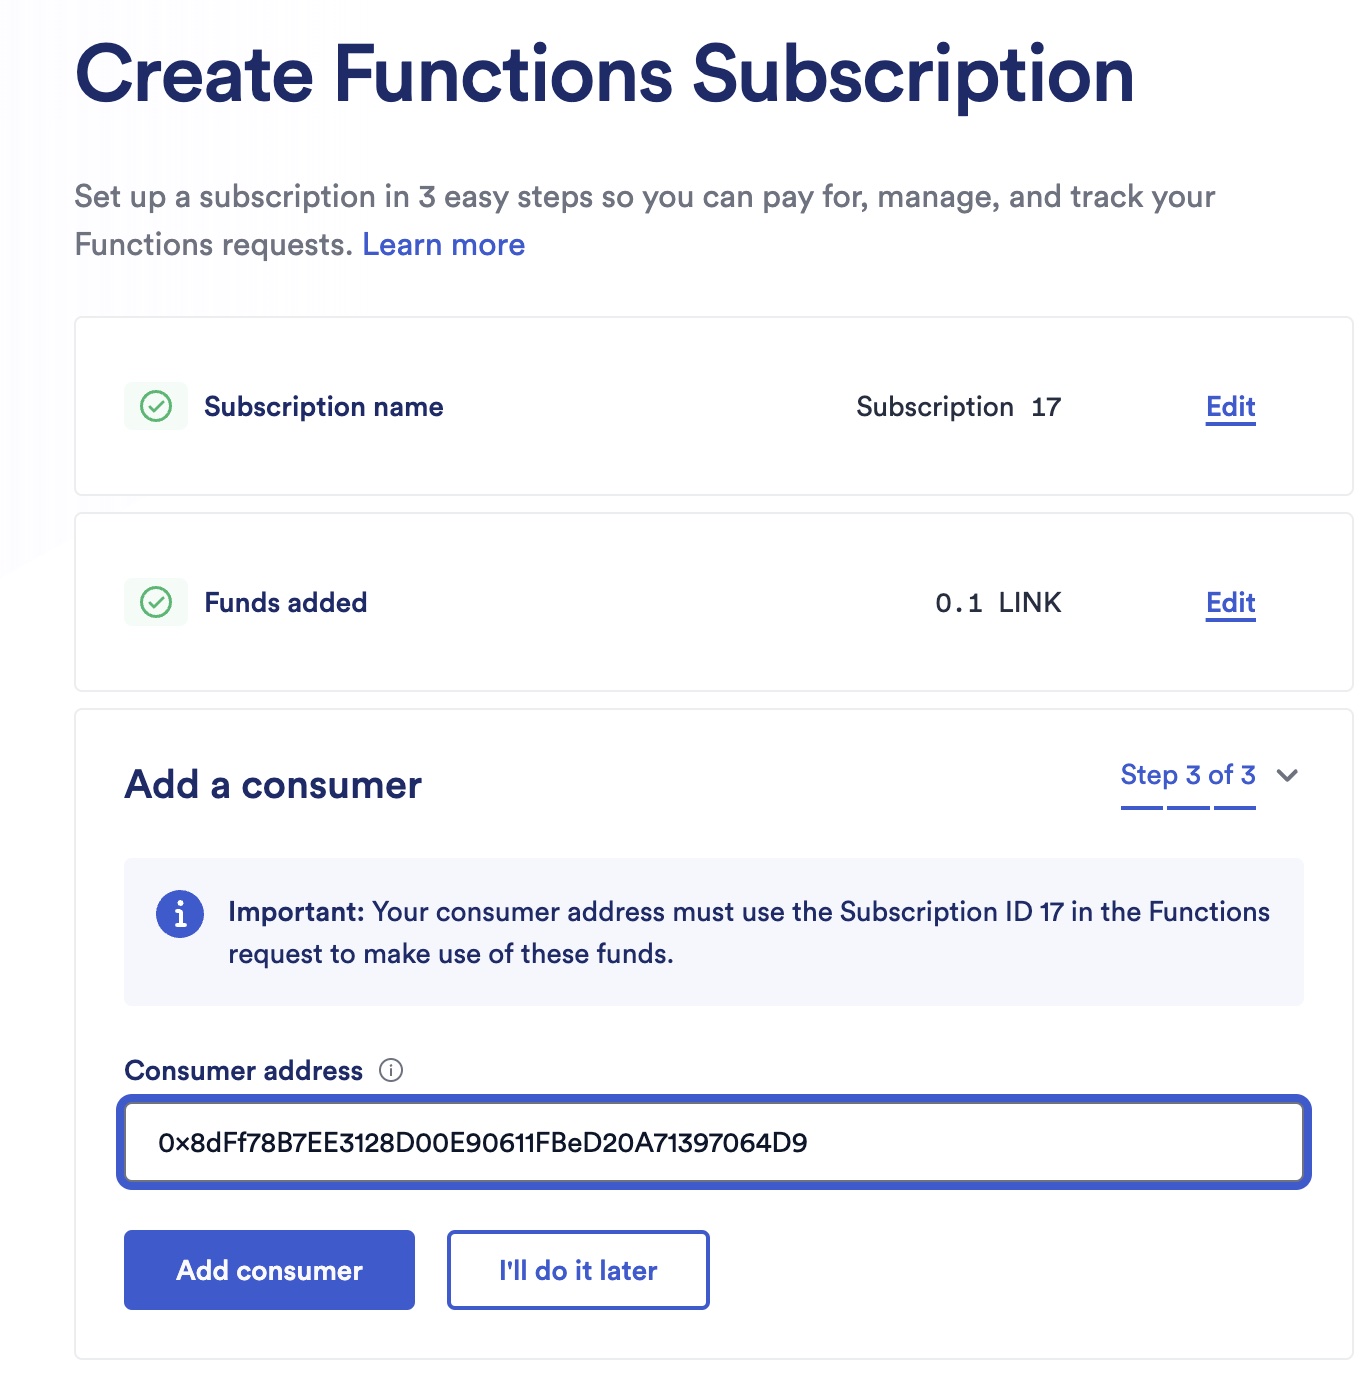 Create Functions Subscription
Set up a subscription in 3 easy steps so you can pay for, manage, and track your
Functions requests. Learn more
Subscription name
Subscription 17
Edit
Funds added
0.1 LINK
Edit
Add a consumer
Step 3 of 3
Important: Your consumer address must use the Subscription ID 17 in the Functions
request to make use of these funds.
Consumer address
0x8dFf78B7EE3128D00E90611FBeD20A71397064D9
Add consumer
I'll do it later